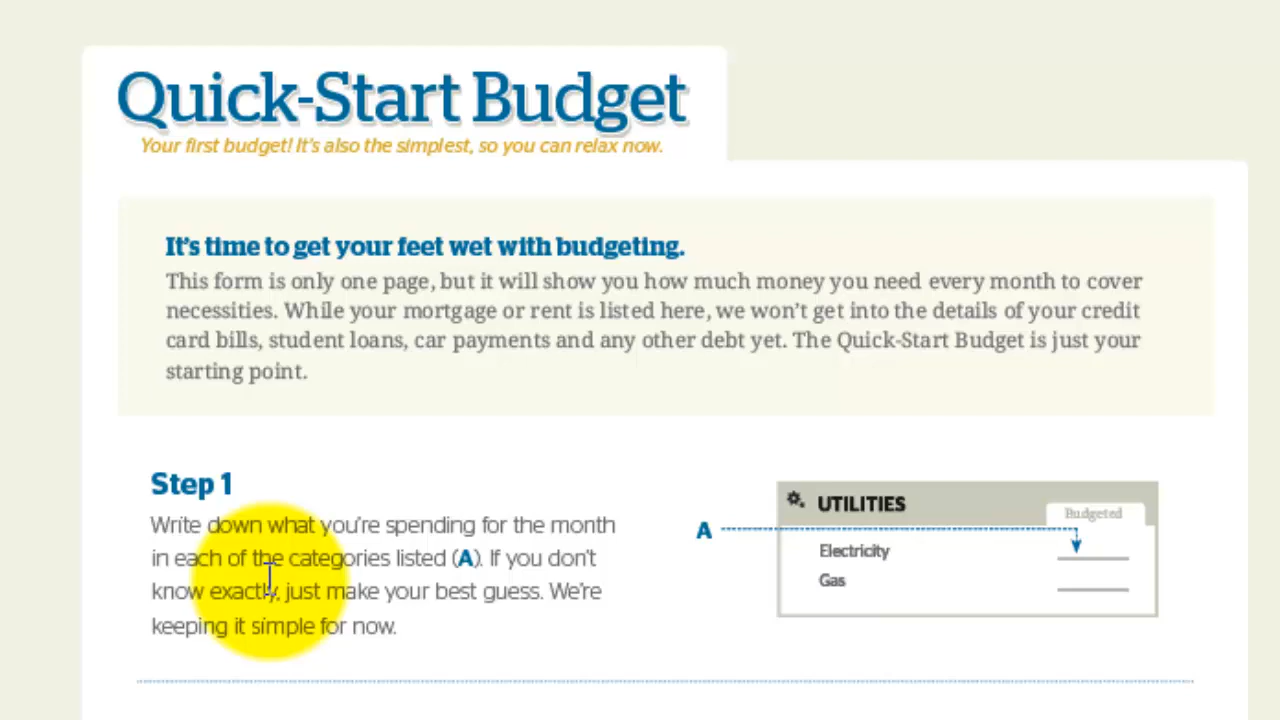 Quick-Start Budget
Your first budget! It's also the simplest, so you can relax now.
It's time to get your feet wet with budgeting.
This form is only one page, but it will show you how much money you need every month to cover
necessities. While your mortgage or rent is listed here, we won't get into the details of your credit
card bills, student loans, car payments and any other debt yet. The Quick-Start Budget is just your
starting point.
Step 1
Write down what you're spending for the month
in each of the categories listed (A). If you don't
know exactly, just make your best guess. We're
keeping it simple for now.
A
UTILITIES
Budgeted
Electricity
Gas